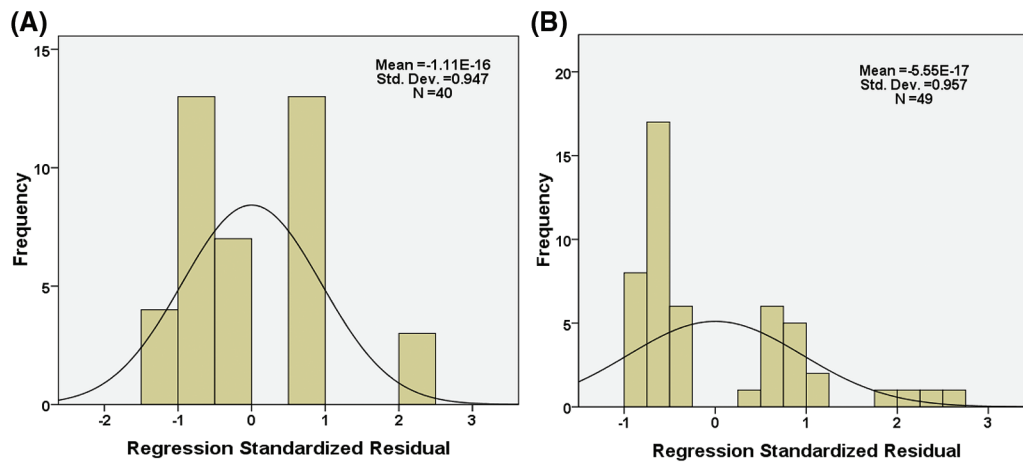 (A)
Mean =-1.11E-16
Std. Dev. =0.947
N =40
Frequency
15
10
5
0
-2 -1 0 1 2 3
Regression Standardized Residual
(B)
Mean =-5.55E-17
Std. Dev. =0.957
N =49
Frequency
20
15
10
5
0
-1 0 1 2 3
Regression Standardized Residual